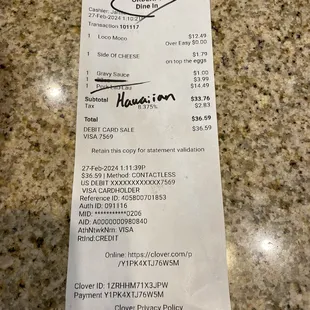 Dine In
Cashier:
27-Feb-2024 1:10:2
Transaction 101117
1 Loco Moco $12.49
Over Easy $0.00
1 Side Of CHEESE $1.79
on top of the eggs.
1 Gravy Sauce $1.00
1 $3.99
1 $14.49
Hawaiian
Subtotal $33.76
Tax 8.375% $2.83
Total $36.59
DEBIT CARD SALE $36.59
VISA 7569
Retain this copy for statement validation
27-Feb-2024 1:11:39P
$36.59 | Method: CONTACTLESS
US DEBIT XXXXXXXXXXXX7569
VISA CARDHOLDER
Reference ID: 405800701853
Auth ID: 091116
MID: **********0206
AID: A0000000980840
AthNtwkNm: VISA
RtInd:CREDIT
Online: https://clover.com/p
/Y1PK4XTJ76W5M
Clover ID: 1ZRHHM71X3JPW
Payment Y1PK4XTJ76W5M
Clover Privacy Policy